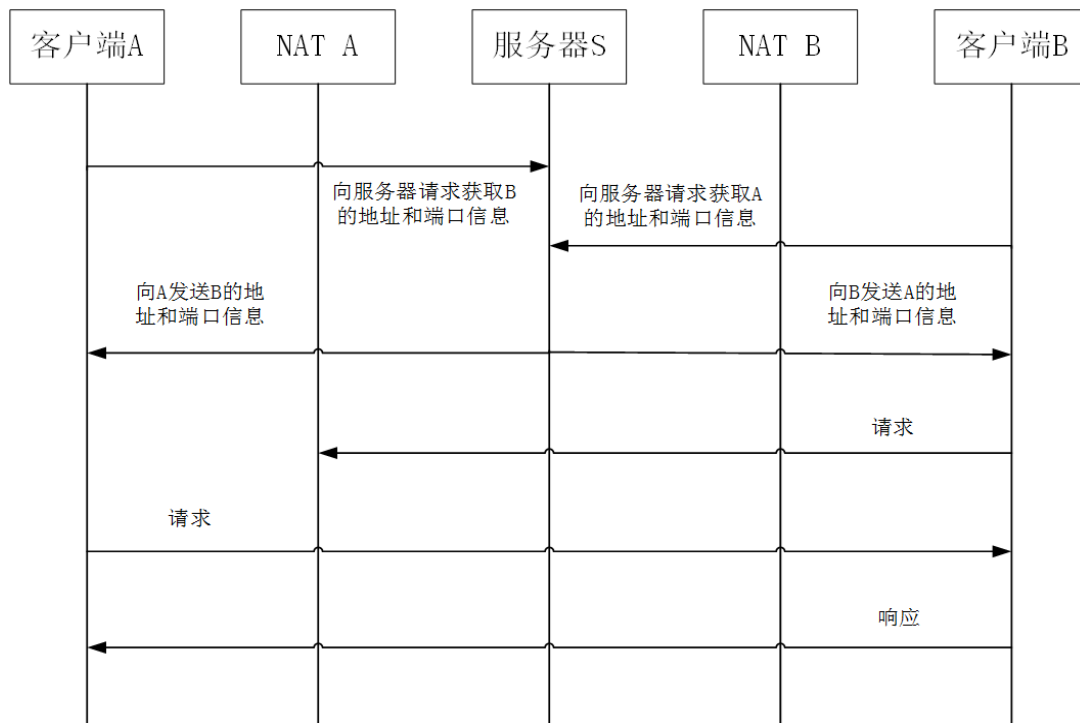 客户端A
NAT A
服务器S
NAT B
客户端B
向服务器请求获取B
的地址和端口信息
向服务器请求获取A
的地址和端口信息
向A发送B的地
址和端口信息
向B发送A的地
址和端口信息
请求
请求
响应